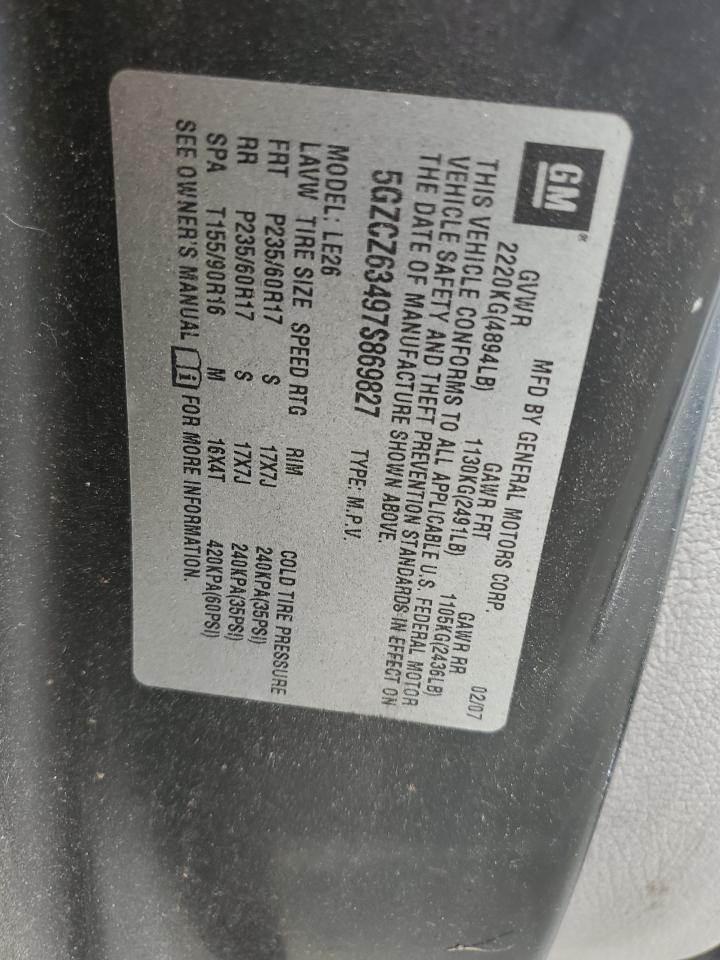 GM®
MFD BY GENERAL MOTORS CORP. 02/07
GVWR GAWR FRT GAWR RR
2220KG(4894LB) 1130KG(2491LB) 1105KG(2436LB)
THIS VEHICLE CONFORMS TO ALL APPLICABLE U.S. FEDERAL MOTOR
VEHICLE SAFETY AND THEFT PREVENTION STANDARDS IN EFFECT ON
THE DATE OF MANUFACTURE SHOWN ABOVE.
5GZCZ63497S869827 TYPE: M.P.V.
MODEL: LE26
LAVW TIRE SIZE SPEED RTG RIM COLD TIRE PRESSURE
FRT P235/60R17 S 17X7J 240KPA(35PSI)
RR P235/60R17 S 17X7J 240KPA(35PSI)
SPA T155/90R16 M 16X4T 420KPA(60PSI)
SEE OWNER'S MANUAL i FOR MORE INFORMATION.